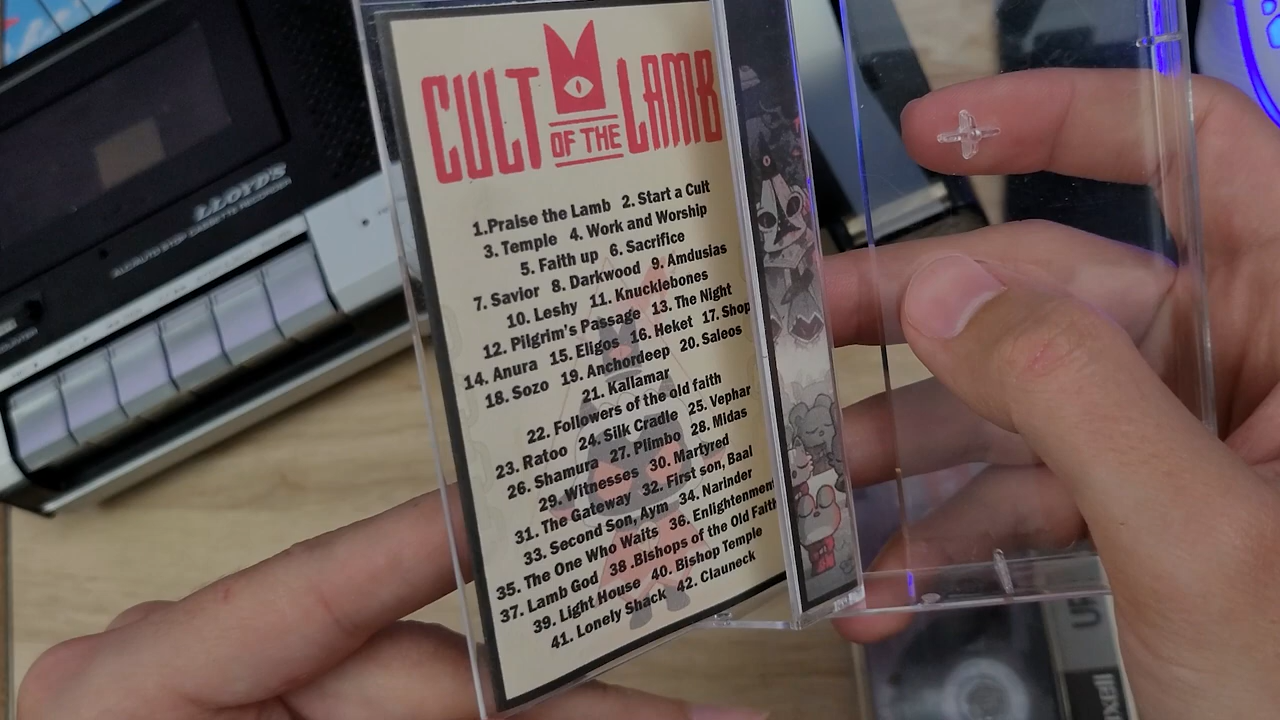 CULT OF THE LAMB
1.Praise the Lamb 2. Start a Cult
3. Temple 4. Work and Worship
5. Faith up 6. Sacrifice
7. Savior 8. Darkwood 9. Amdusias
10. Leshy 11. Knucklebones
12. Pilgrim's Passage 13. The Night
14. Anura 15. Eligos 16. Heket 17. Shop
18. Sozo 19. Anchordeep 20. Saleos
21. Kallamar
22. Followers of the old faith
23. Ratoo 24. Silk Cradle 25. Vephar
26. Shamura 27. Plimbo 28. Midas
29. Witnesses 30. Martyred
31. The Gateway 32. First son, Baal
33. Second Son, Aym 34. Narinder
35. The One Who Waits 36. Enlightenment
37. Lamb God 38 .Bishops of the Old Faith
39. Light House 40. Bishop Temple
41. Lonely Shack 42. Clauneck
LLOYD'S